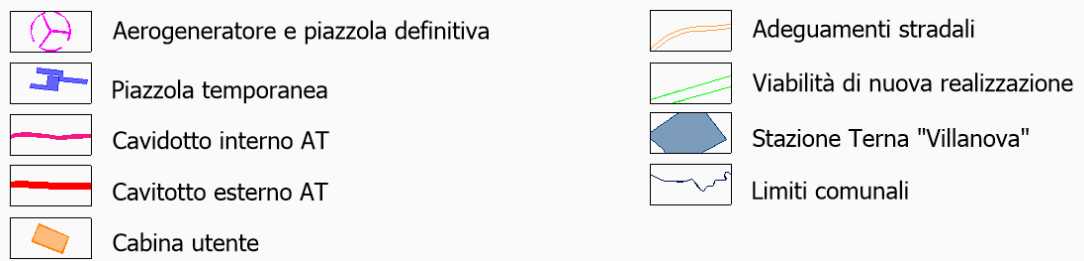 Aerogeneratore e piazzola definitiva
Piazzola temporanea
Cavidotto interno AT
Cavitotto esterno AT
Cabina utente
Adeguamenti stradali
Viabilità di nuova realizzazione
Stazione Terna "Villanova"
Limiti comunali